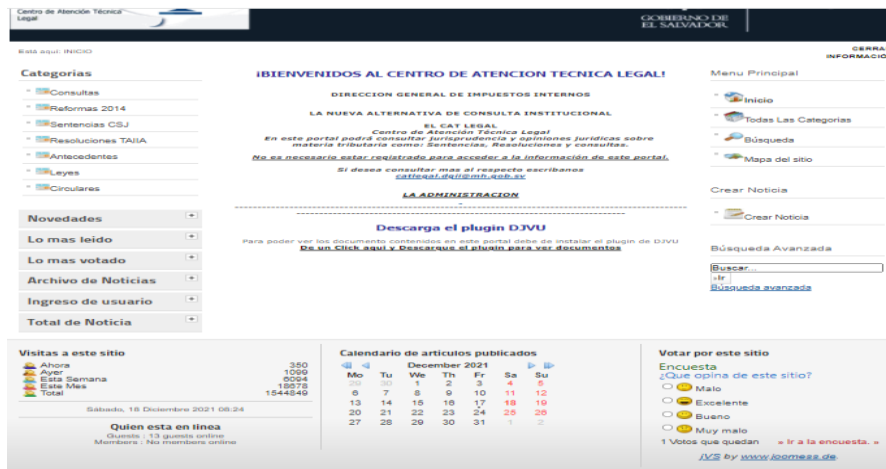 Centro de Atención Técnica
Legal
GOBIERNO DE
EL SALVADOR
Está aquí: INICIO
CERRA
INFORMACIÓ
Categorias
Consultas
Reformas 2014
Sentencias CSJ
Resoluciones TAIIA
Antecedentes
Leyes
Circulares
Novedades
Lo mas leido
Lo mas votado
Archivo de Noticias
Ingreso de usuario
Total de Noticia
¡BIENVENIDOS AL CENTRO DE ATENCION TECNICA LEGAL!
DIRECCION GENERAL DE IMPUESTOS INTERNOS
LA NUEVA ALTERNATIVA DE CONSULTA INSTITUCIONAL
EL CAT LEGAL
Centro de Atención Técnica Legal
En este portal podrá consultar jurisprudencia y opiniones jurídicas sobre
materia tributaria como: Sentencias, Resoluciones y consultas.
No es necesario estar registrado para acceder a la información de este portal.
Si desea consultar mas al respecto escribanos
catlegal.dgii@mh.gob.sv
LA ADMINISTRACION
Descarga el plugin DJVU
Para poder ver los documento contenidos en este portal debe de instalar el plugin de DJVU
De un Click aqui y Descargue el plugin para ver documentos
Menu Principal
Inicio
Todas Las Categorias
Búsqueda
Mapa del sitio
Crear Noticia
Crear Noticia
Búsqueda Avanzada
Buscar...
»Ir
Búsqueda avanzada
Visitas a este sitio
Ahora 350
Ayer 1099
Esta Semana 6094
Este Mes 18678
Total 1544849
Sábado, 18 Diciembre 2021 08:24
Quien esta en linea
Guests : 13 guests online
Members : No members online
Calendario de articulos publicados
December 2021
Mo Tu We Th Fr Sa Su
29 30 1 2 3 4 5
6 7 8 9 10 11 12
13 14 15 16 17 18 19
20 21 22 23 24 25 26
27 28 29 30 31 1 2
Votar por este sitio
Encuesta
¿Que opina de este sitio?
Malo
Excelente
Bueno
Muy malo
1 Votos que quedan » Ir a la encuesta. »
JVS by www.joomess.de.